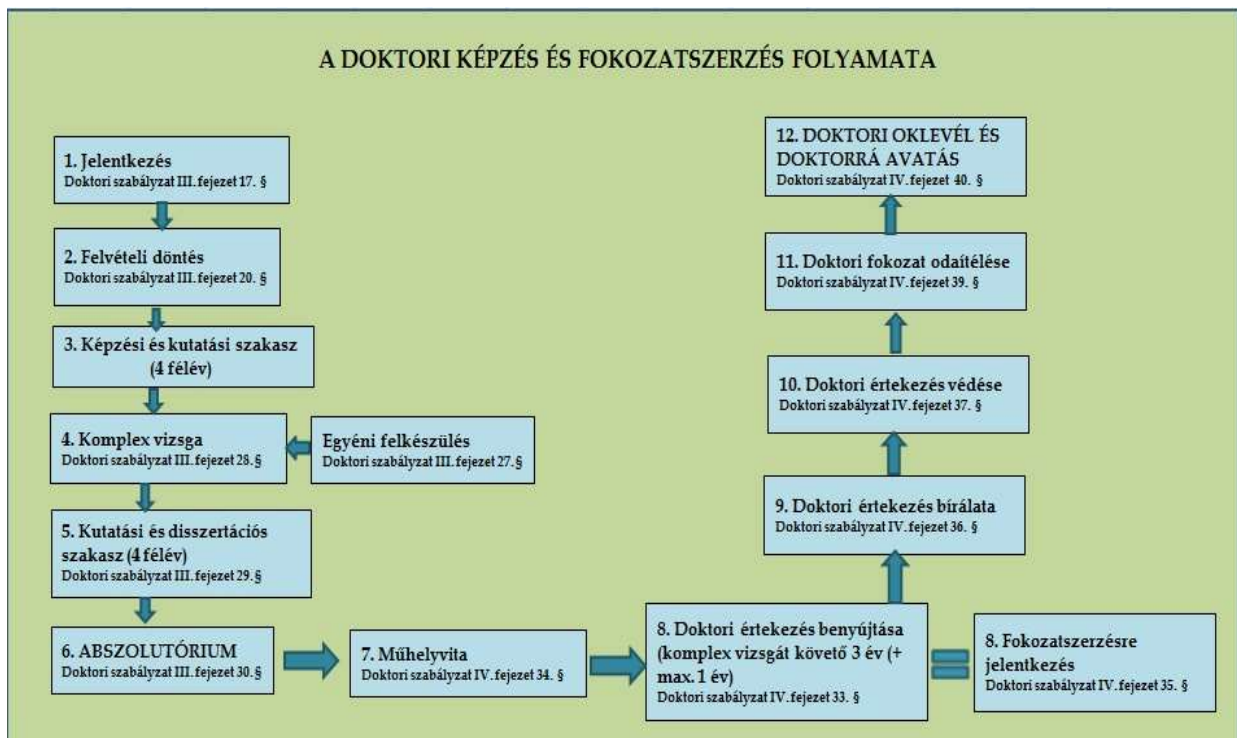 A DOKTORI KÉPZÉS ÉS FOKOZATSZERZÉS FOLYAMATA
1. Jelentkezés
Doktori szabályzat III. fejezet 17. §
2. Felvételi döntés
Doktori szabályzat III. fejezet 20. §
3. Képzési és kutatási szakasz
(4 félév)
4. Komplex vizsga
Doktori szabályzat III. fejezet 28. §
Egyéni felkészülés
Doktori szabályzat III. fejezet 27. §
5. Kutatási és disszertációs
szakasz (4 félév)
Doktori szabályzat III. fejezet 29. §
6. ABSZOLUTÓRIUM
Doktori szabályzat III. fejezet 30. §
7. Műhelyvita
Doktori szabályzat IV. fejezet 34. §
8. Doktori értekezés benyújtása
(komplex vizsgát követő 3 év (+
max. 1 év)
Doktori szabályzat IV. fejezet 33. §
8. Fokozatszerzésre
jelentkezés
Doktori szabályzat IV. fejezet 35. §
9. Doktori értekezés bírálata
Doktori szabályzat IV. fejezet 36. §
10. Doktori értekezés védése
Doktori szabályzat IV. fejezet 37. §
11. Doktori fokozat odaítélése
Doktori szabályzat IV. fejezet 39. §
12. DOKTORI OKLEVÉL ÉS
DOKTORRÁ AVATÁS
Doktori szabályzat IV. fejezet 40. §